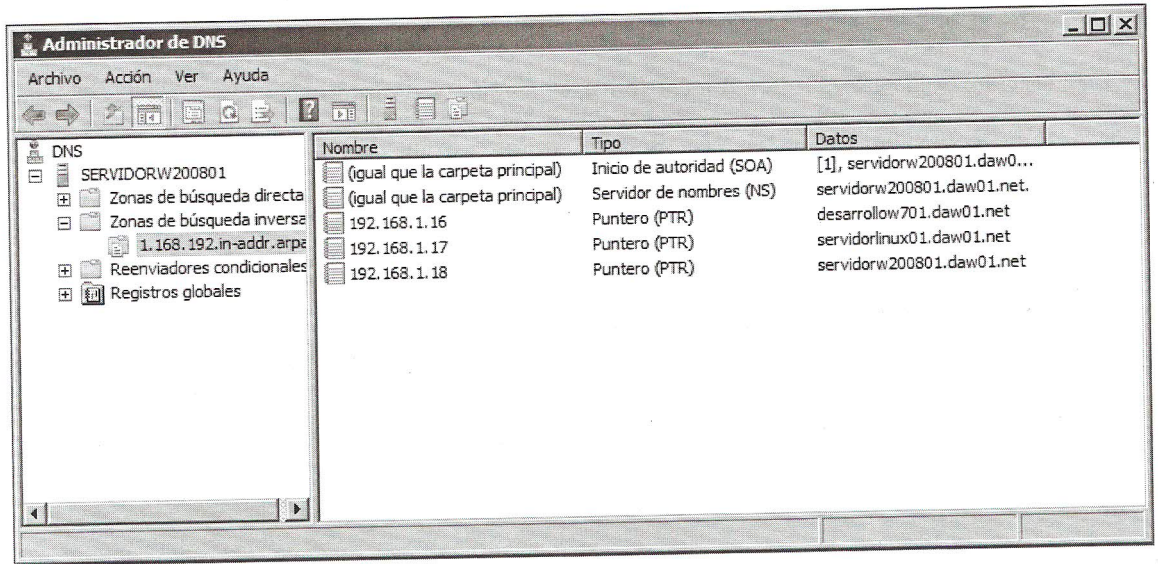 Administrador de DNS
Archivo Acción Ver Ayuda
DNS
SERVIDORW200801
Zonas de búsqueda directa
Zonas de búsqueda inversa
1.168.192.in-addr.arpa
Reenviadores condicionales
Registros globales
Nombre Tipo Datos
(igual que la carpeta principal) Inicio de autoridad (SOA) [1], servidorw200801.daw0...
(igual que la carpeta principal) Servidor de nombres (NS) servidorw200801.daw01.net.
192.168.1.16 Puntero (PTR) desarrollow701.daw01.net
192.168.1.17 Puntero (PTR) servidorlinux01.daw01.net
192.168.1.18 Puntero (PTR) servidorw200801.daw01.net